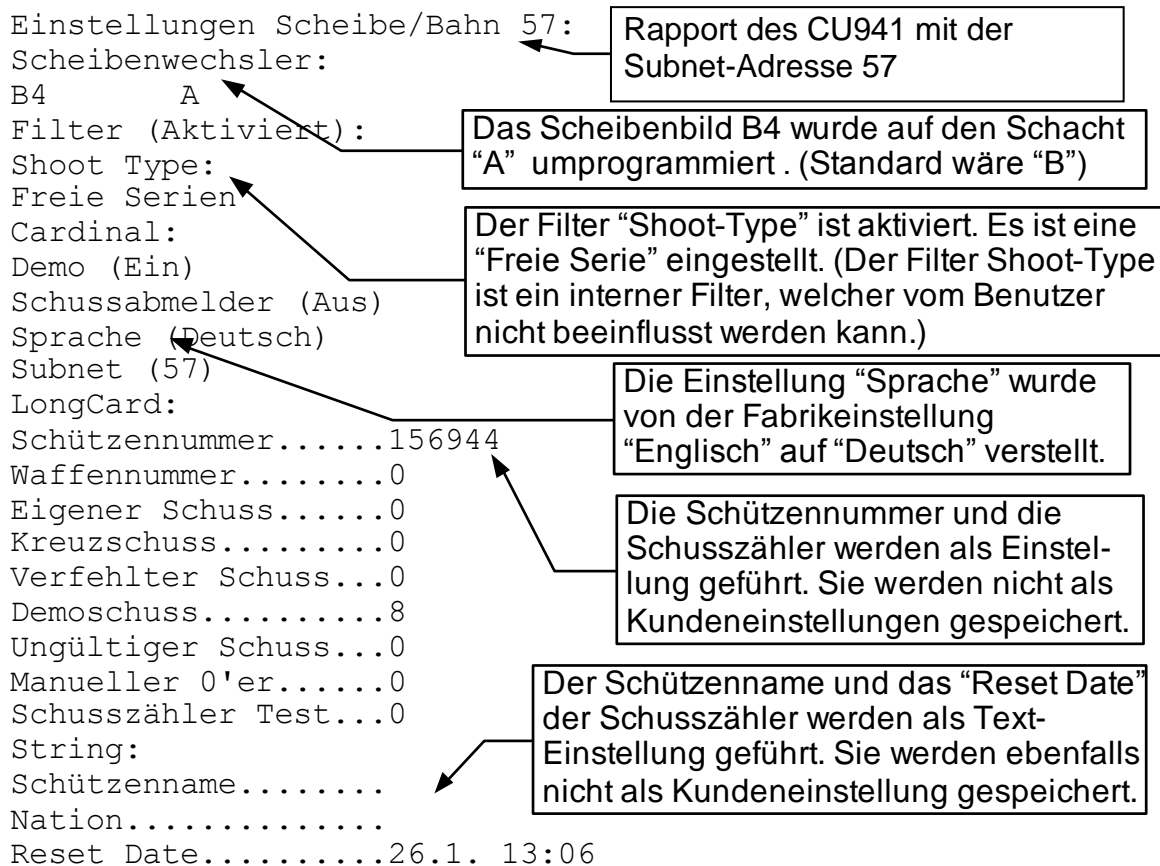 Einstellungen Scheibe/Bahn 57:
Scheibenwechsler:
B4 A
Filter (Aktiviert):
Shoot Type:
Freie Serien
Cardinal:
Demo (Ein)
Schussabmelder (Aus)
Sprache (Deutsch)
Subnet (57)
LongCard:
Schützennummer......156944
Waffennummer........0
Eigener Schuss......0
Kreuzschuss.........0
Verfehlter Schuss...0
Demoschuss..........8
Ungültiger Schuss...0
Manueller 0'er......0
Schusszähler Test...0
String:
Schützenname........
Nation..............
Reset Date..........26.1. 13:06
Rapport des CU941 mit der
Subnet-Adresse 57
Das Scheibenbild B4 wurde auf den Schacht
“A” umprogrammiert . (Standard wäre “B”)
Der Filter “Shoot-Type” ist aktiviert. Es ist eine
“Freie Serie” eingestellt. (Der Filter Shoot-Type
ist ein interner Filter, welcher vom Benutzer
nicht beeinflusst werden kann.)
Die Einstellung “Sprache” wurde
von der Fabrikeinstellung
“Englisch” auf “Deutsch” verstellt.
Die Schützennummer und die
Schusszähler werden als Einstel-
lung geführt. Sie werden nicht als
Kundeneinstellungen gespeichert.
Der Schützenname und das “Reset Date”
der Schusszähler werden als Text-
Einstellung geführt. Sie werden ebenfalls
nicht als Kundeneinstellung gespeichert.